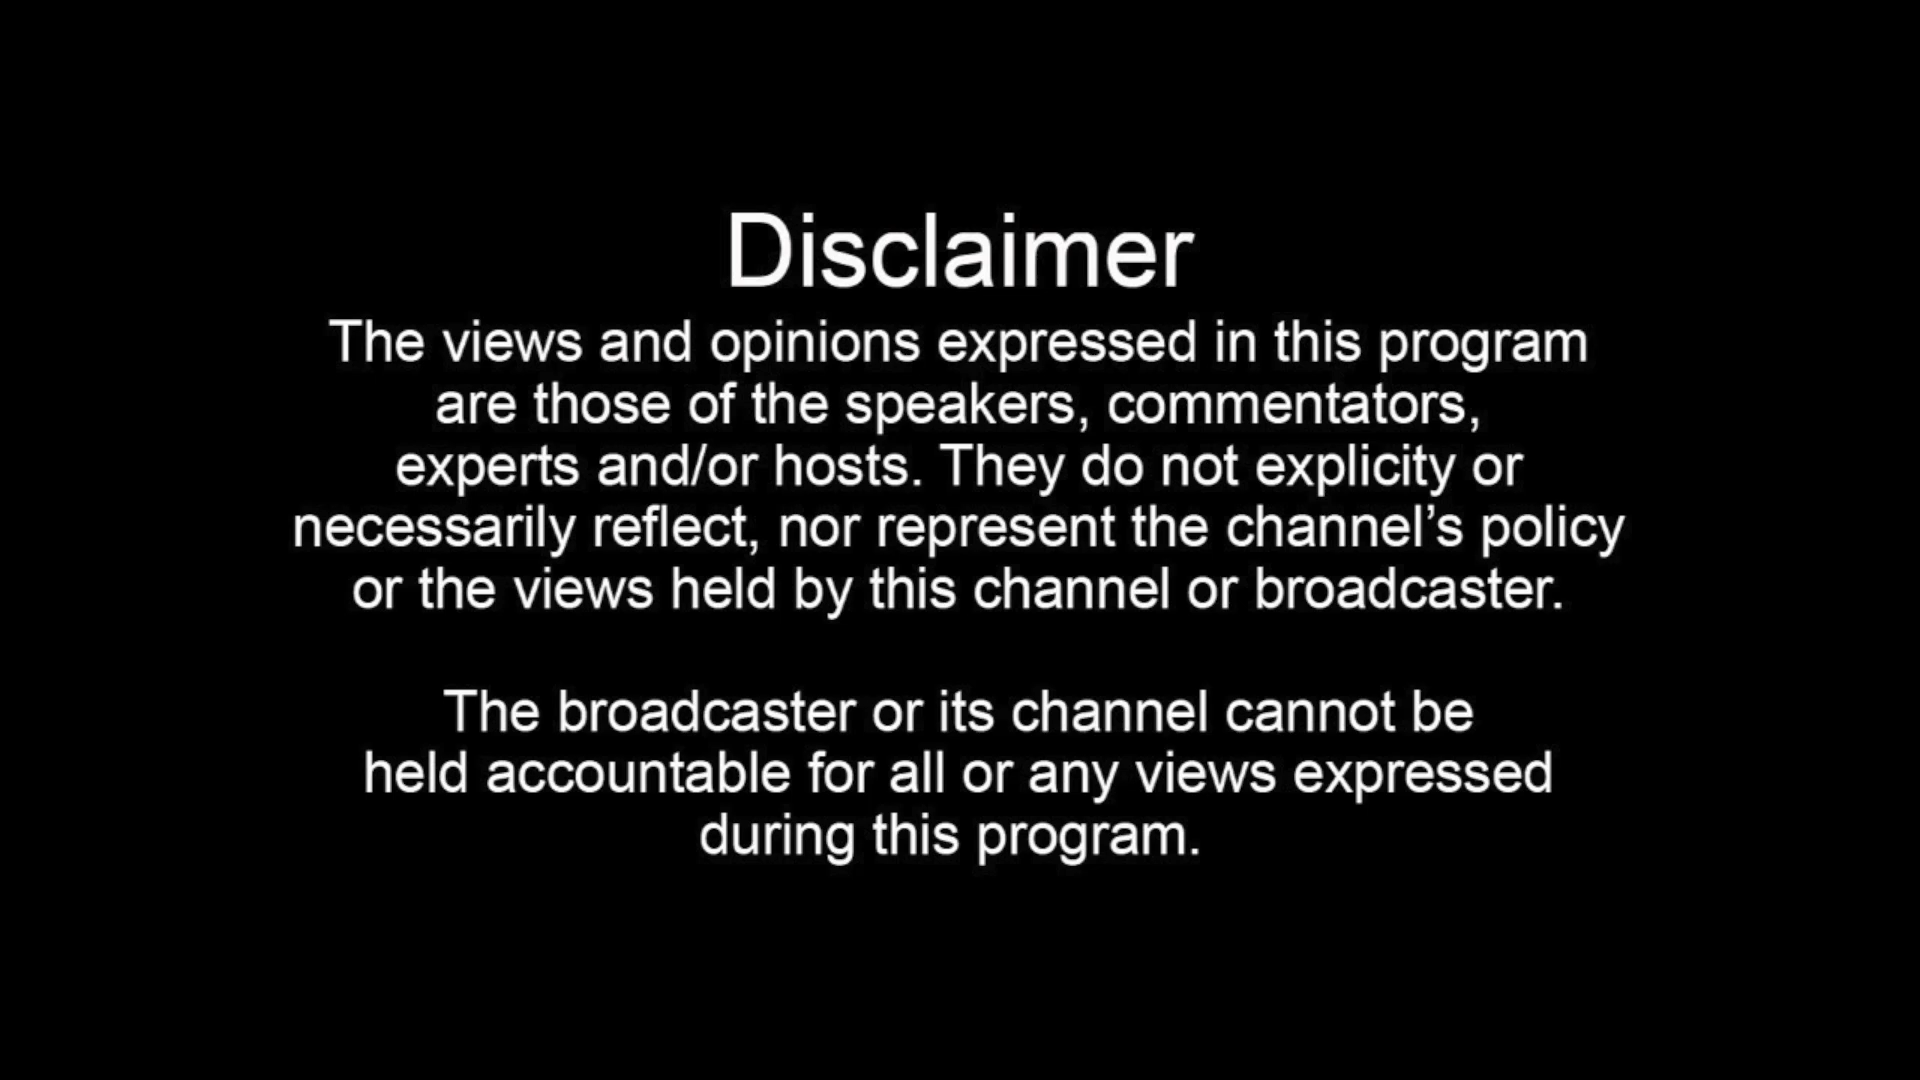 Disclaimer
The views and opinions expressed in this program
are those of the speakers, commentators,
experts and/or hosts. They do not explicity or
necessarily reflect, nor represent the channel’s policy
or the views held by this channel or broadcaster.
The broadcaster or its channel cannot be
held accountable for all or any views expressed
during this program.